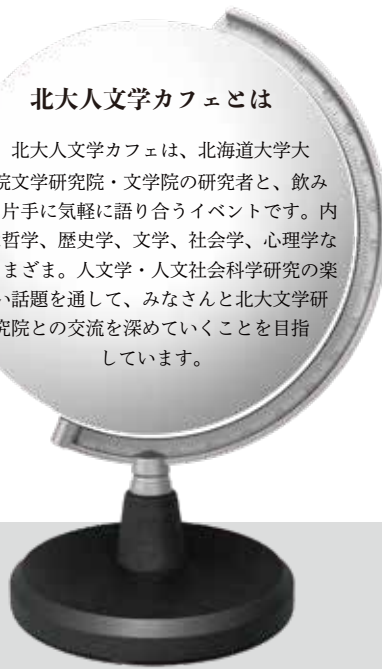 北大人文学カフェとは
北大人文学カフェは、北海道大学大
院文学研究院・文学院の研究者と、飲み
片手に気軽に語り合うイベントです。内
哲学、歴史学、文学、社会学、心理学な
まざま。人文学・人文社会科学研究の楽
い話題を通して、みなさんと北大文学研
究院との交流を深めていくことを目指
しています。